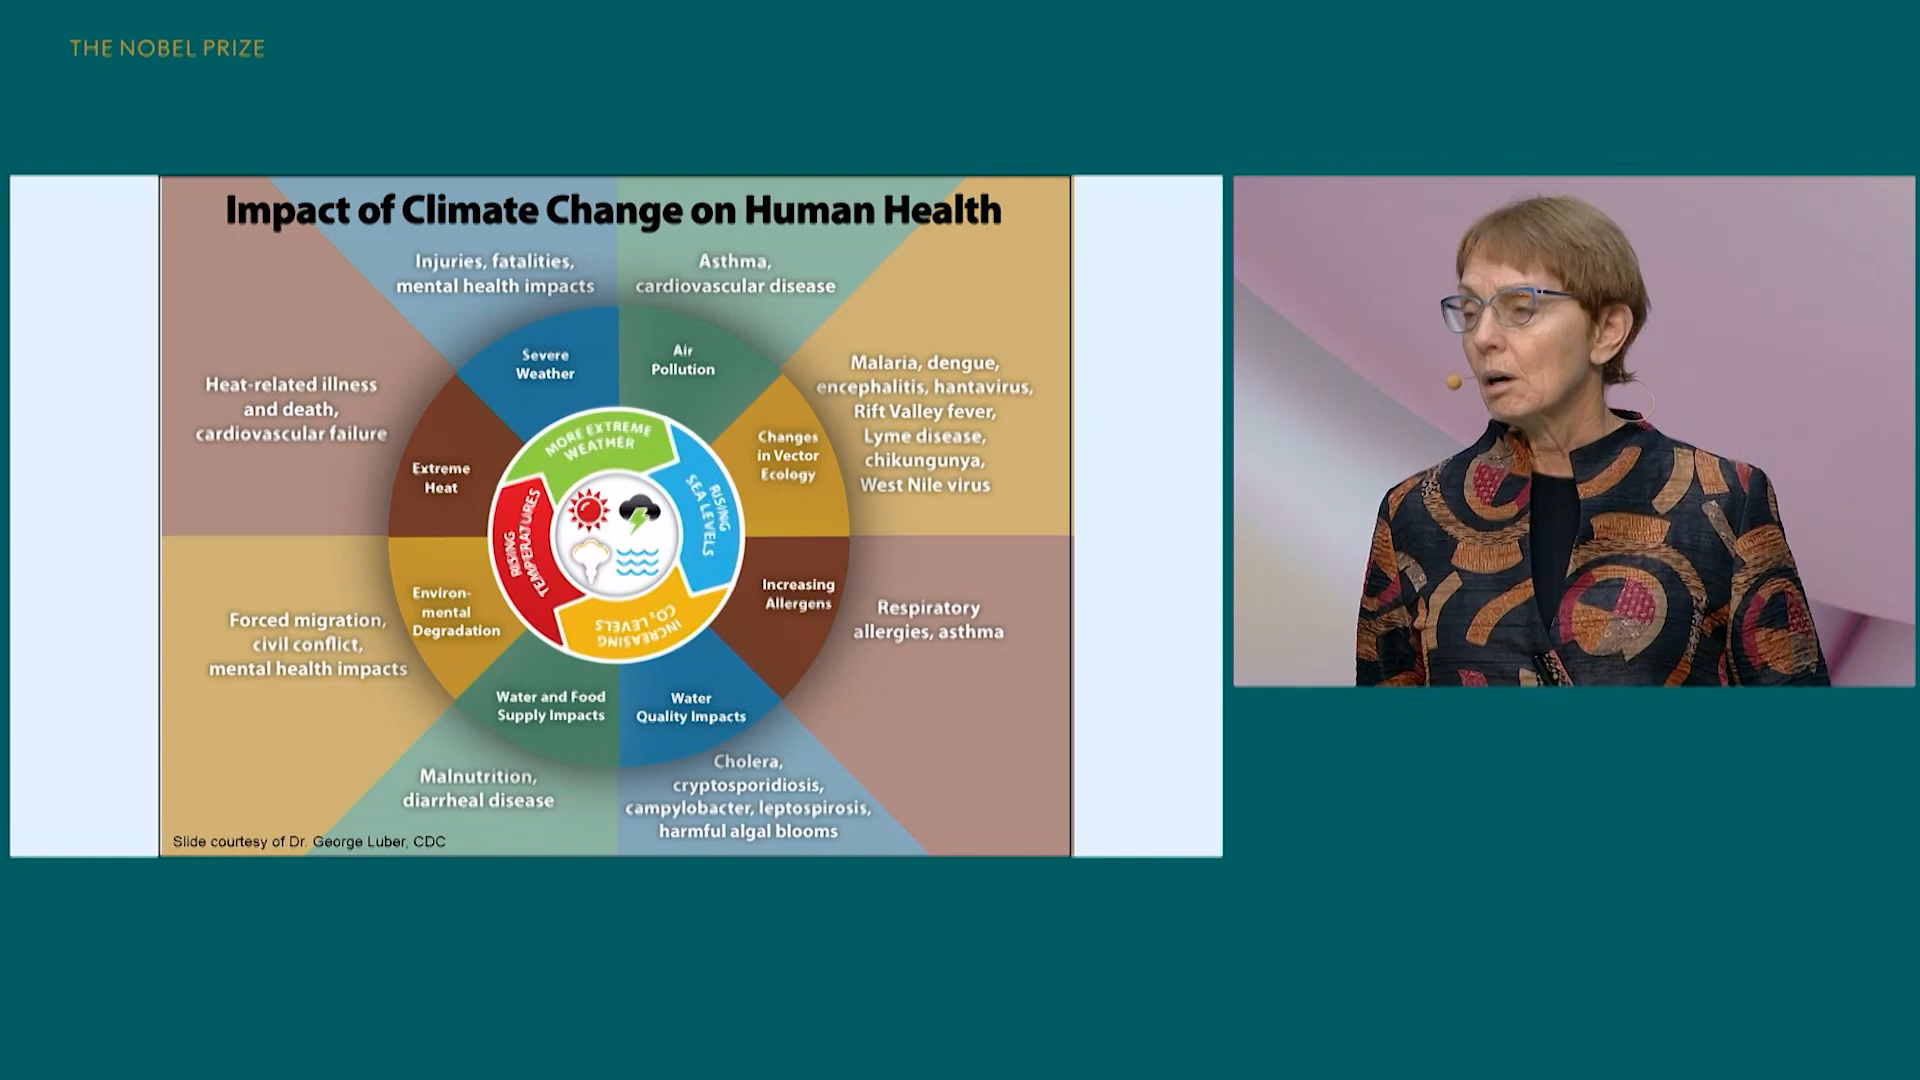 THE NOBEL PRIZE
Impact of Climate Change on Human Health
Injuries, fatalities,
mental health impacts
Asthma,
cardiovascular disease
Severe
Weather
Air
Pollution
Heat-related illness
and death,
cardiovascular failure
Extreme
Heat
Malaria, dengue,
encephalitis, hantavirus,
Rift Valley fever,
Lyme disease,
chikungunya,
West Nile virus
Changes
in Vector
Ecology
MORE EXTREME
WEATHER
RISING
SEA LEVELS
RISING
TEMPERATURES
INCREASING
CO₂ LEVELS
Environ-
mental
Degradation
Forced migration,
civil conflict,
mental health impacts
Increasing
Allergens
Respiratory
allergies, asthma
Water and Food
Supply Impacts
Water
Quality Impacts
Malnutrition,
diarrheal disease
Cholera,
cryptosporidiosis,
campylobacter, leptospirosis,
harmful algal blooms
Slide courtesy of Dr. George Luber, CDC